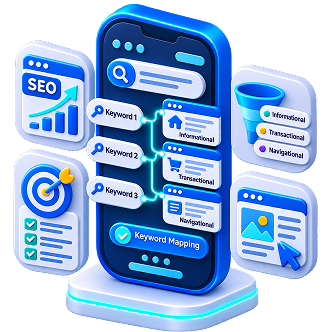 SEO
Keyword 1
Informational
Keyword 2
Transactional
Keyword 3
Navigational
Keyword Mapping
Informational
Transactional
Navigational